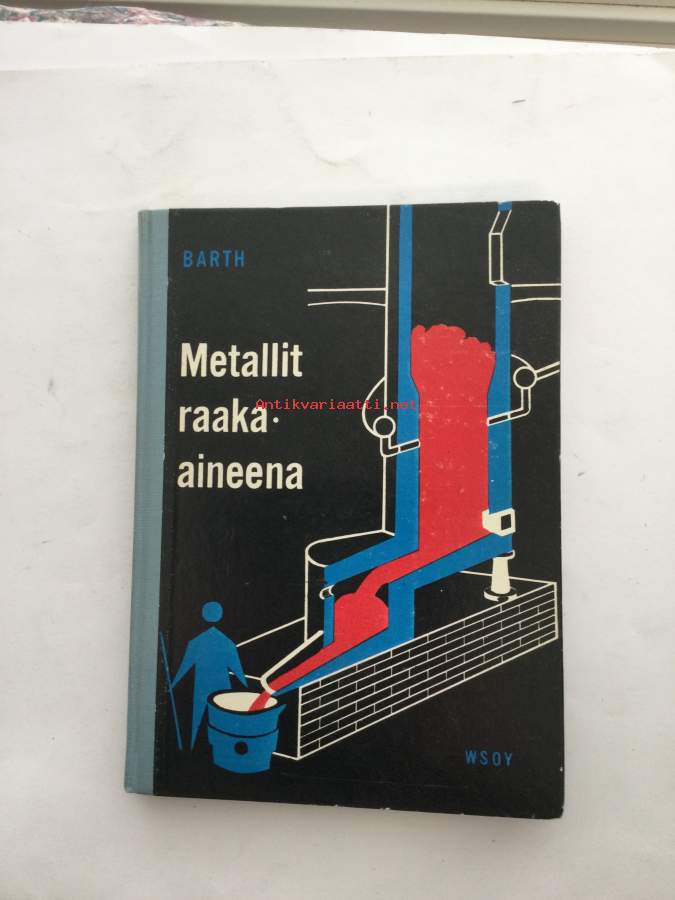 BARTH
Metallit
raaka-
aineena
Antikvariaatti.net
WSOY